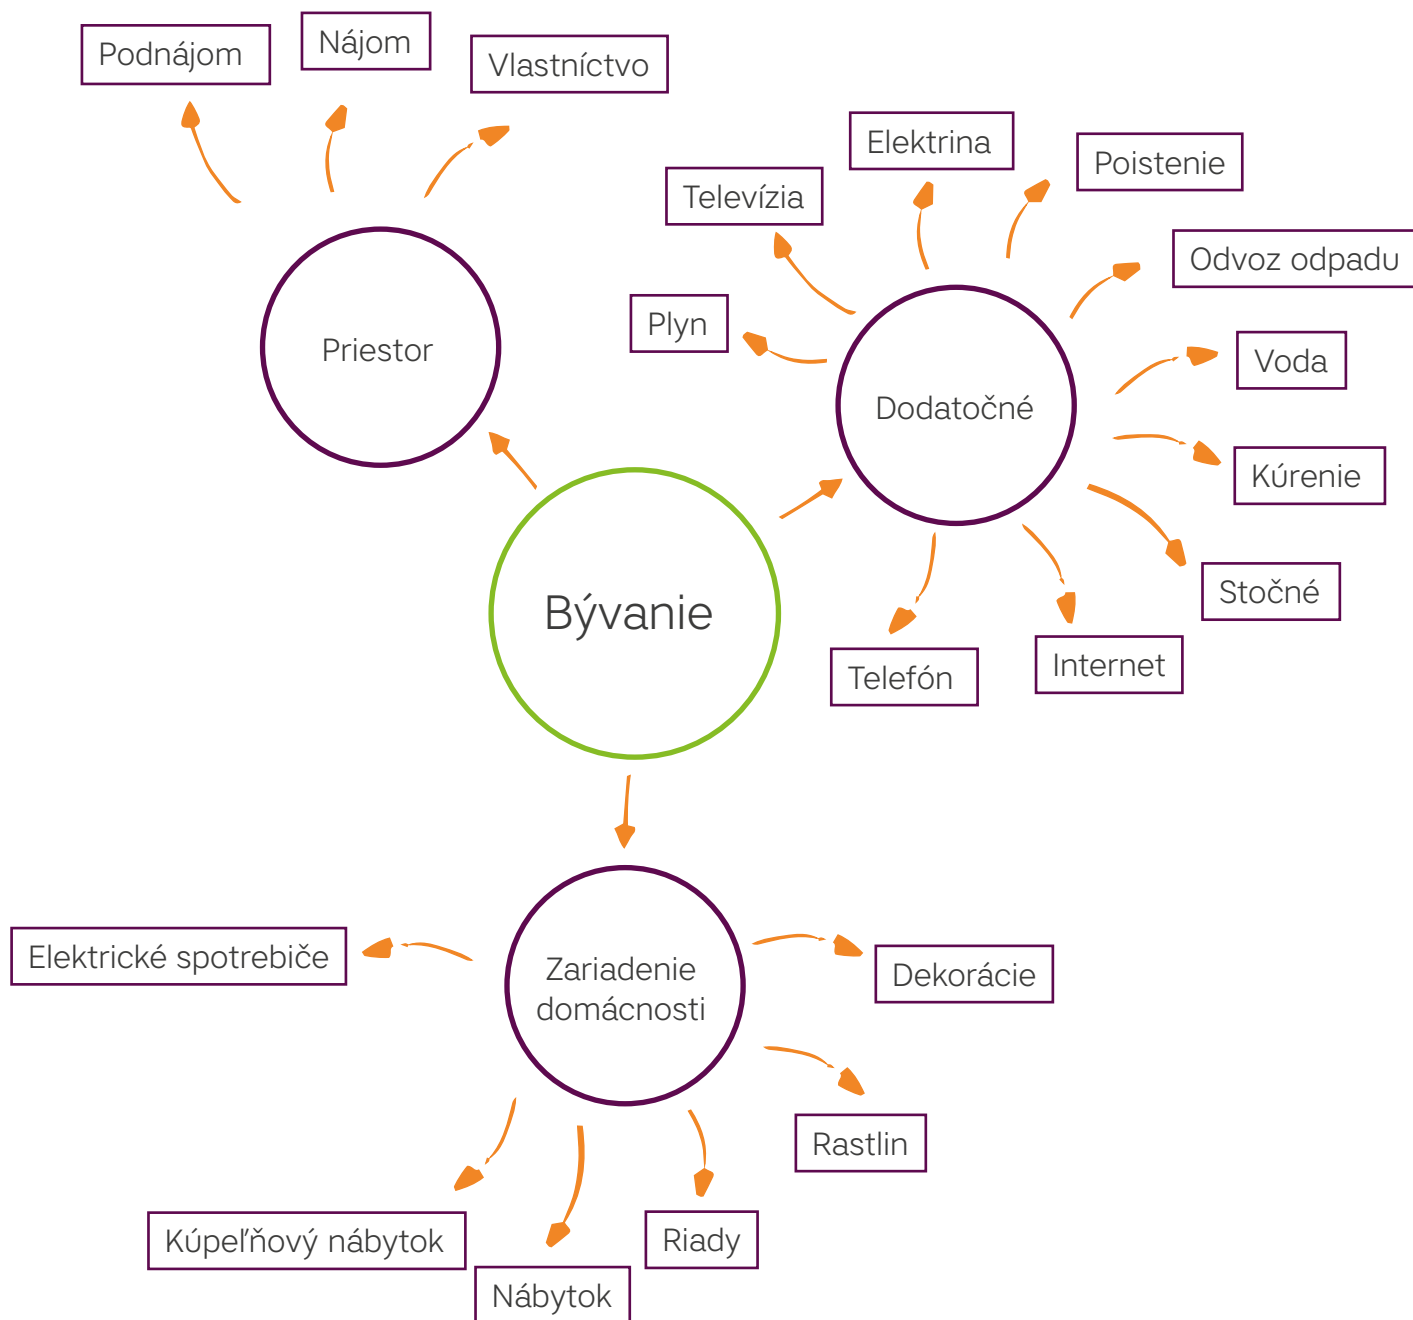 Podnájom
Nájom
Vlastníctvo
Priestor
Elektrina
Poistenie
Televízia
Odvoz odpadu
Plyn
Voda
Dodatočné
Kúrenie
Stočné
Internet
Telefón
Bývanie
Zariadenie
domácnosti
Elektrické spotrebiče
Dekorácie
Rastlin
Riady
Kúpeľňový nábytok
Nábytok